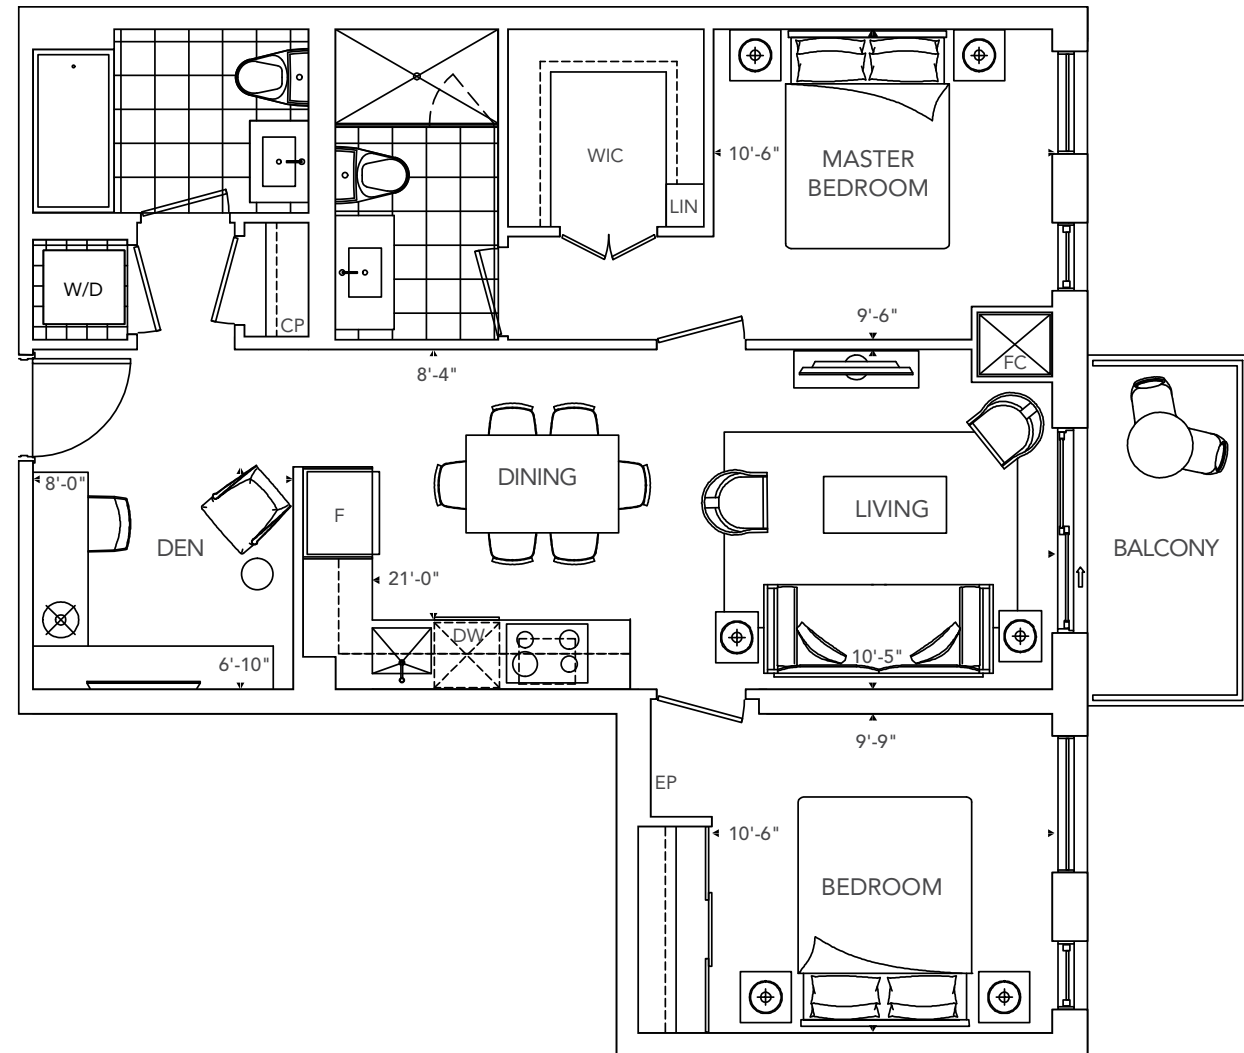 WIC
LIN
10'-6"
MASTER
BEDROOM
W/D
CP
9'-6"
FC
8'-4"
8'-0"
F
DINING
LIVING
DEN
BALCONY
21'-0"
DW
10'-5"
6'-10"
9'-9"
EP
10'-6"
BEDROOM